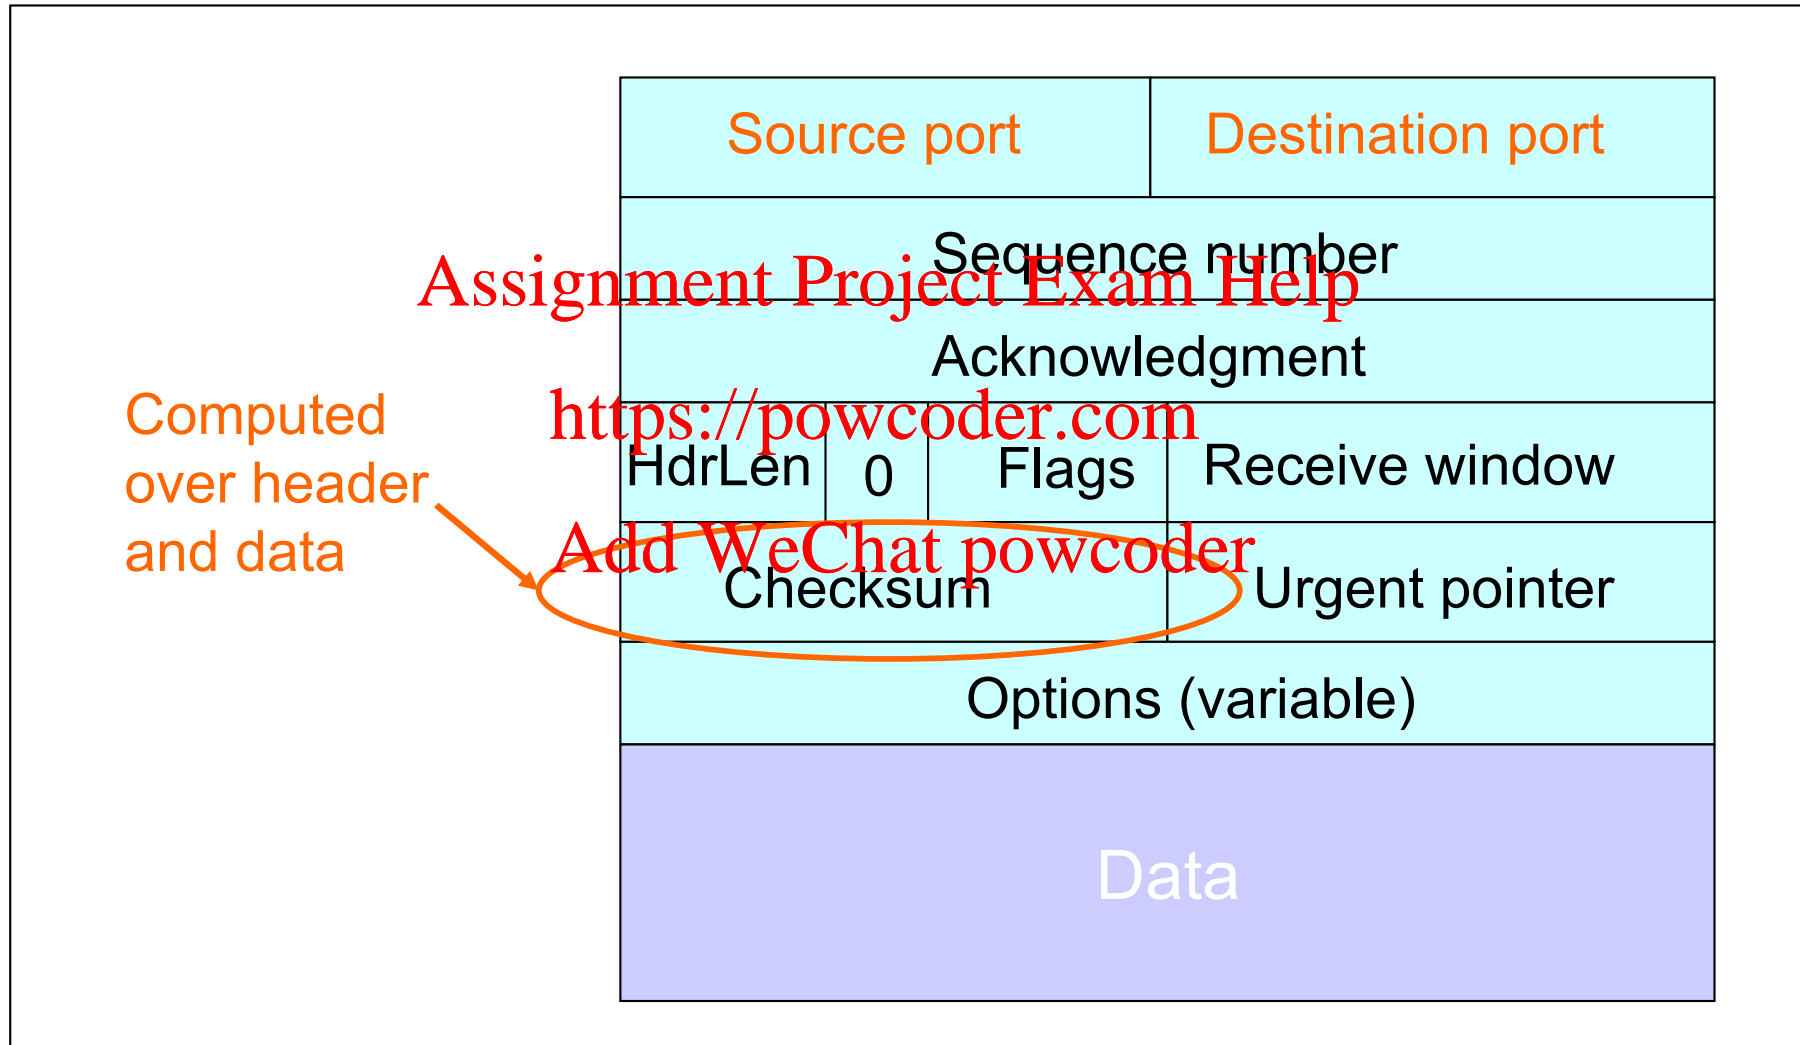 Source port Destination port
Sequence number
Assignment Project Exam Help
Acknowledgment
Computed
over header
and data
https://powcoder.com
HdrLen 0 Flags Receive window
Add WeChat powcoder
Checksum Urgent pointer
Options (variable)
Data